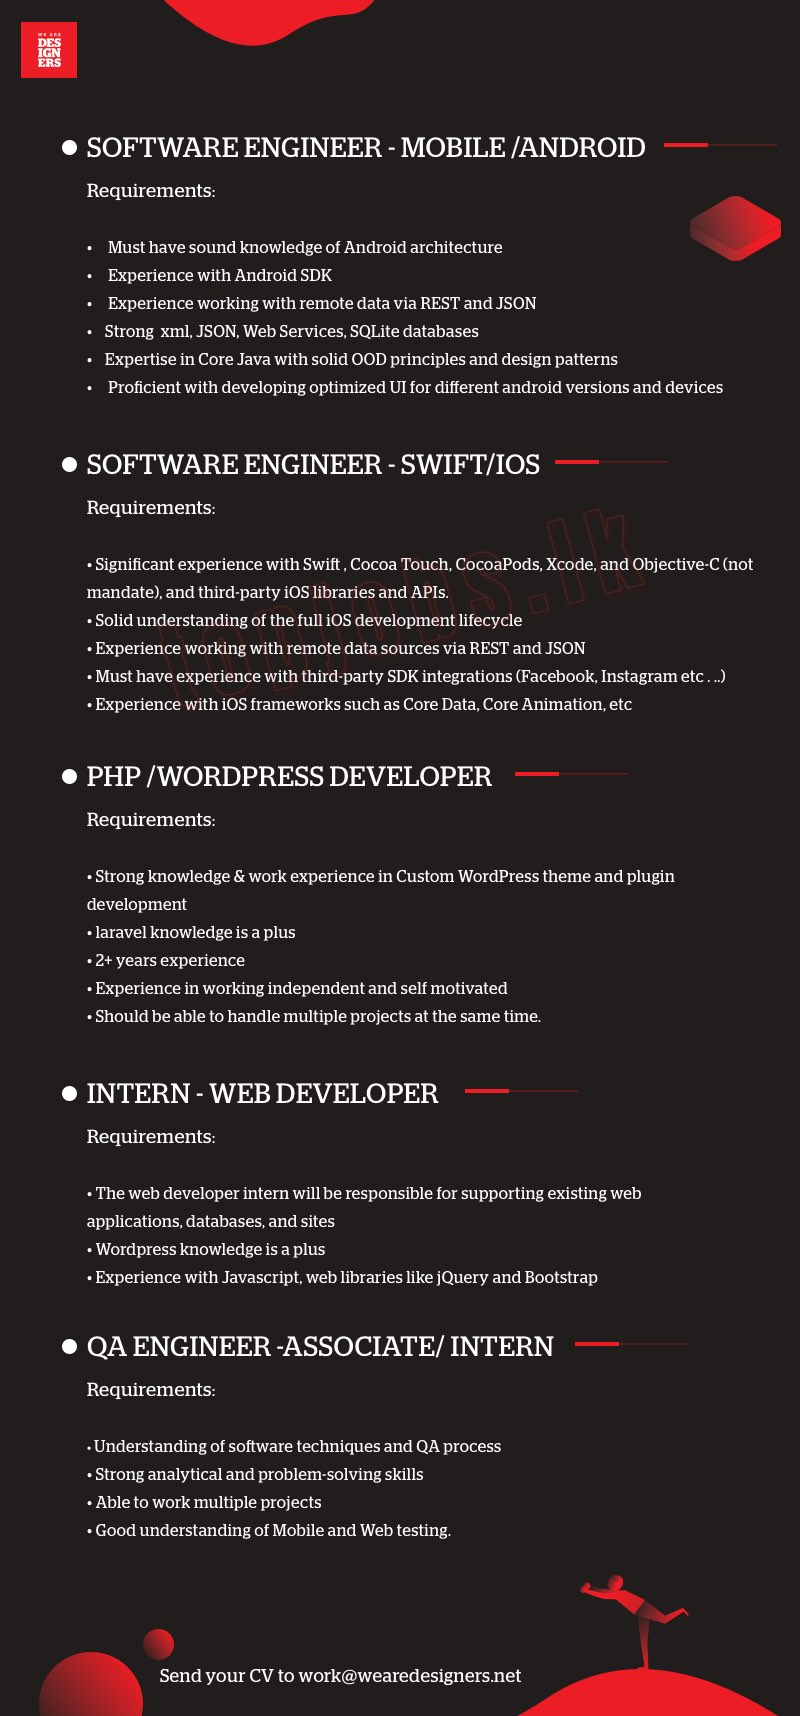 WE ARE
DES
IGN
ERS
SOFTWARE ENGINEER - MOBILE /ANDROID
Requirements:
• Must have sound knowledge of Android architecture
• Experience with Android SDK
• Experience working with remote data via REST and JSON
• Strong xml, JSON, Web Services, SQLite databases
• Expertise in Core Java with solid OOD principles and design patterns
• Proficient with developing optimized UI for different android versions and devices
SOFTWARE ENGINEER - SWIFT/IOS
Requirements:
• Significant experience with Swift , Cocoa Touch, CocoaPods, Xcode, and Objective-C (not
mandate), and third-party iOS libraries and APIs.
• Solid understanding of the full iOS development lifecycle
• Experience working with remote data sources via REST and JSON
• Must have experience with third-party SDK integrations (Facebook, Instagram etc . ..)
• Experience with iOS frameworks such as Core Data, Core Animation, etc
topjobs.lk
PHP /WORDPRESS DEVELOPER
Requirements:
• Strong knowledge & work experience in Custom WordPress theme and plugin
development
• laravel knowledge is a plus
• 2+ years experience
• Experience in working independent and self motivated
• Should be able to handle multiple projects at the same time.
INTERN - WEB DEVELOPER
Requirements:
• The web developer intern will be responsible for supporting existing web
applications, databases, and sites
• Wordpress knowledge is a plus
• Experience with Javascript, web libraries like jQuery and Bootstrap
QA ENGINEER -ASSOCIATE/ INTERN
Requirements:
• Understanding of software techniques and QA process
• Strong analytical and problem-solving skills
• Able to work multiple projects
• Good understanding of Mobile and Web testing.
Send your CV to work@wearedesigners.net